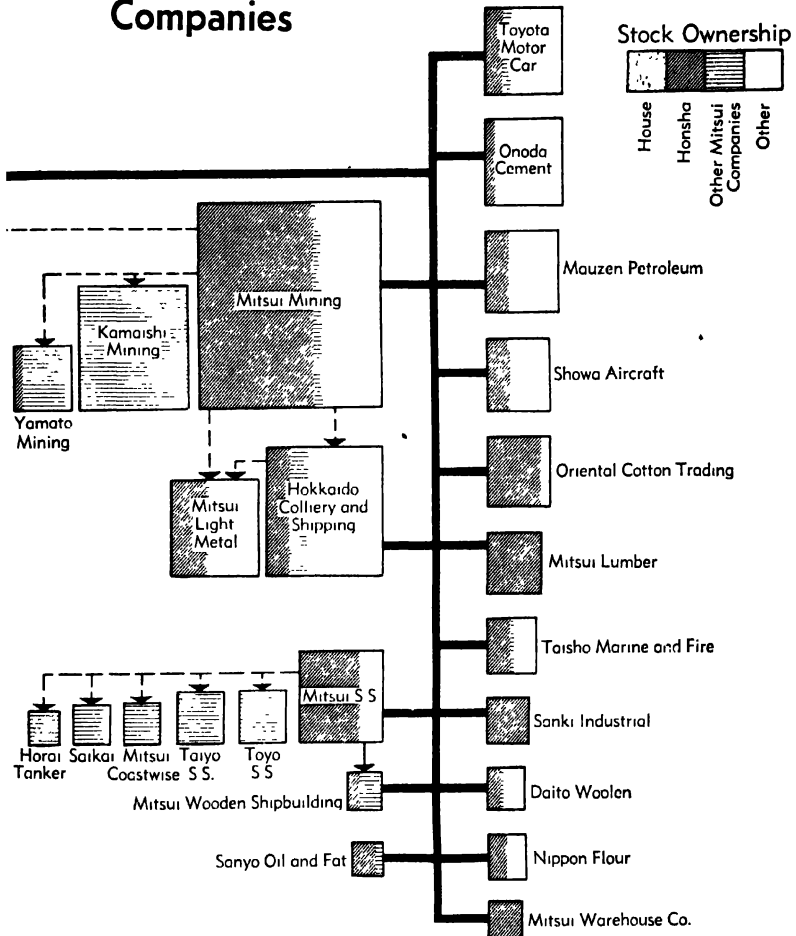 Companies
Toyota
Motor
Car
Stock Ownership
House
Honsha
Other Mitsui
Companies
Other
Onoda
Cement
Mauzen Petroleum
Mitsui Mining
Kamaishi
Mining
Yamato
Mining
Showa Aircraft
Oriental Cotton Trading
Hokkaido
Colliery and
Shipping
Mitsui
Light
Metal
Mitsui Lumber
Taisho Marine and Fire
Mitsui S S
Sanki Industrial
Horai
Tanker
Saikai
Mitsui
Coastwise
Taiyo
S S.
Toyo
S S
Mitsui Wooden Shipbuilding
Daito Woolen
Sanyo Oil and Fat
Nippon Flour
Mitsui Warehouse Co.